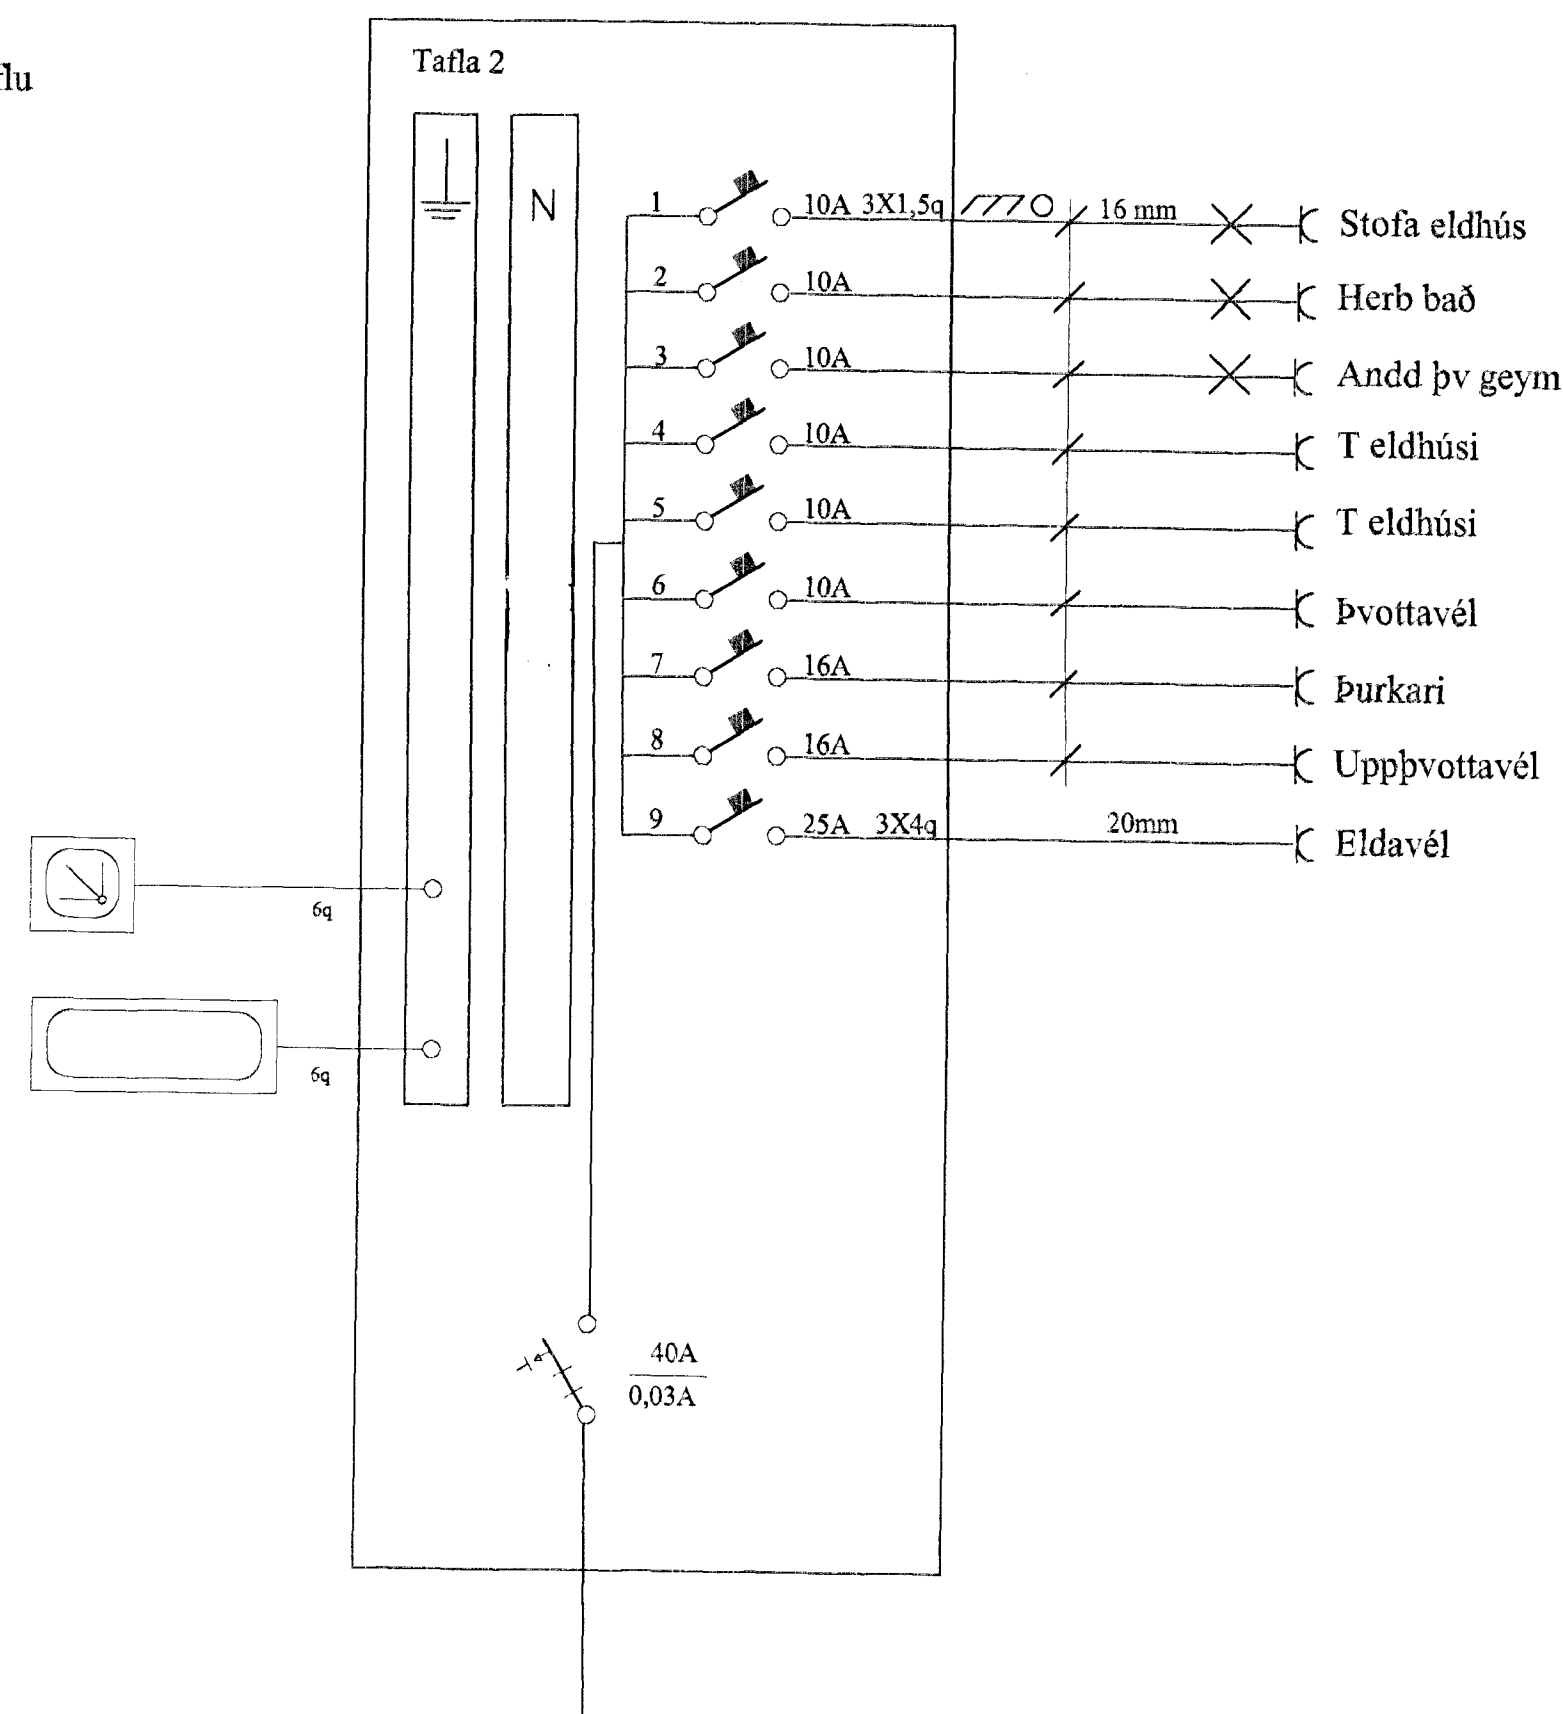 Tafla 2
N
1 10A 3X1,5q 16 mm Stofa eldhús
2 10A Herb bað
3 10A Andd þv geym
4 10A T eldhúsi
5 10A T eldhúsi
6 10A Þvottavél
7 16A Þurkari
8 16A Uppþvottavél
9 25A 3X4q 20mm Eldavél
6q
6q
40A
0,03A